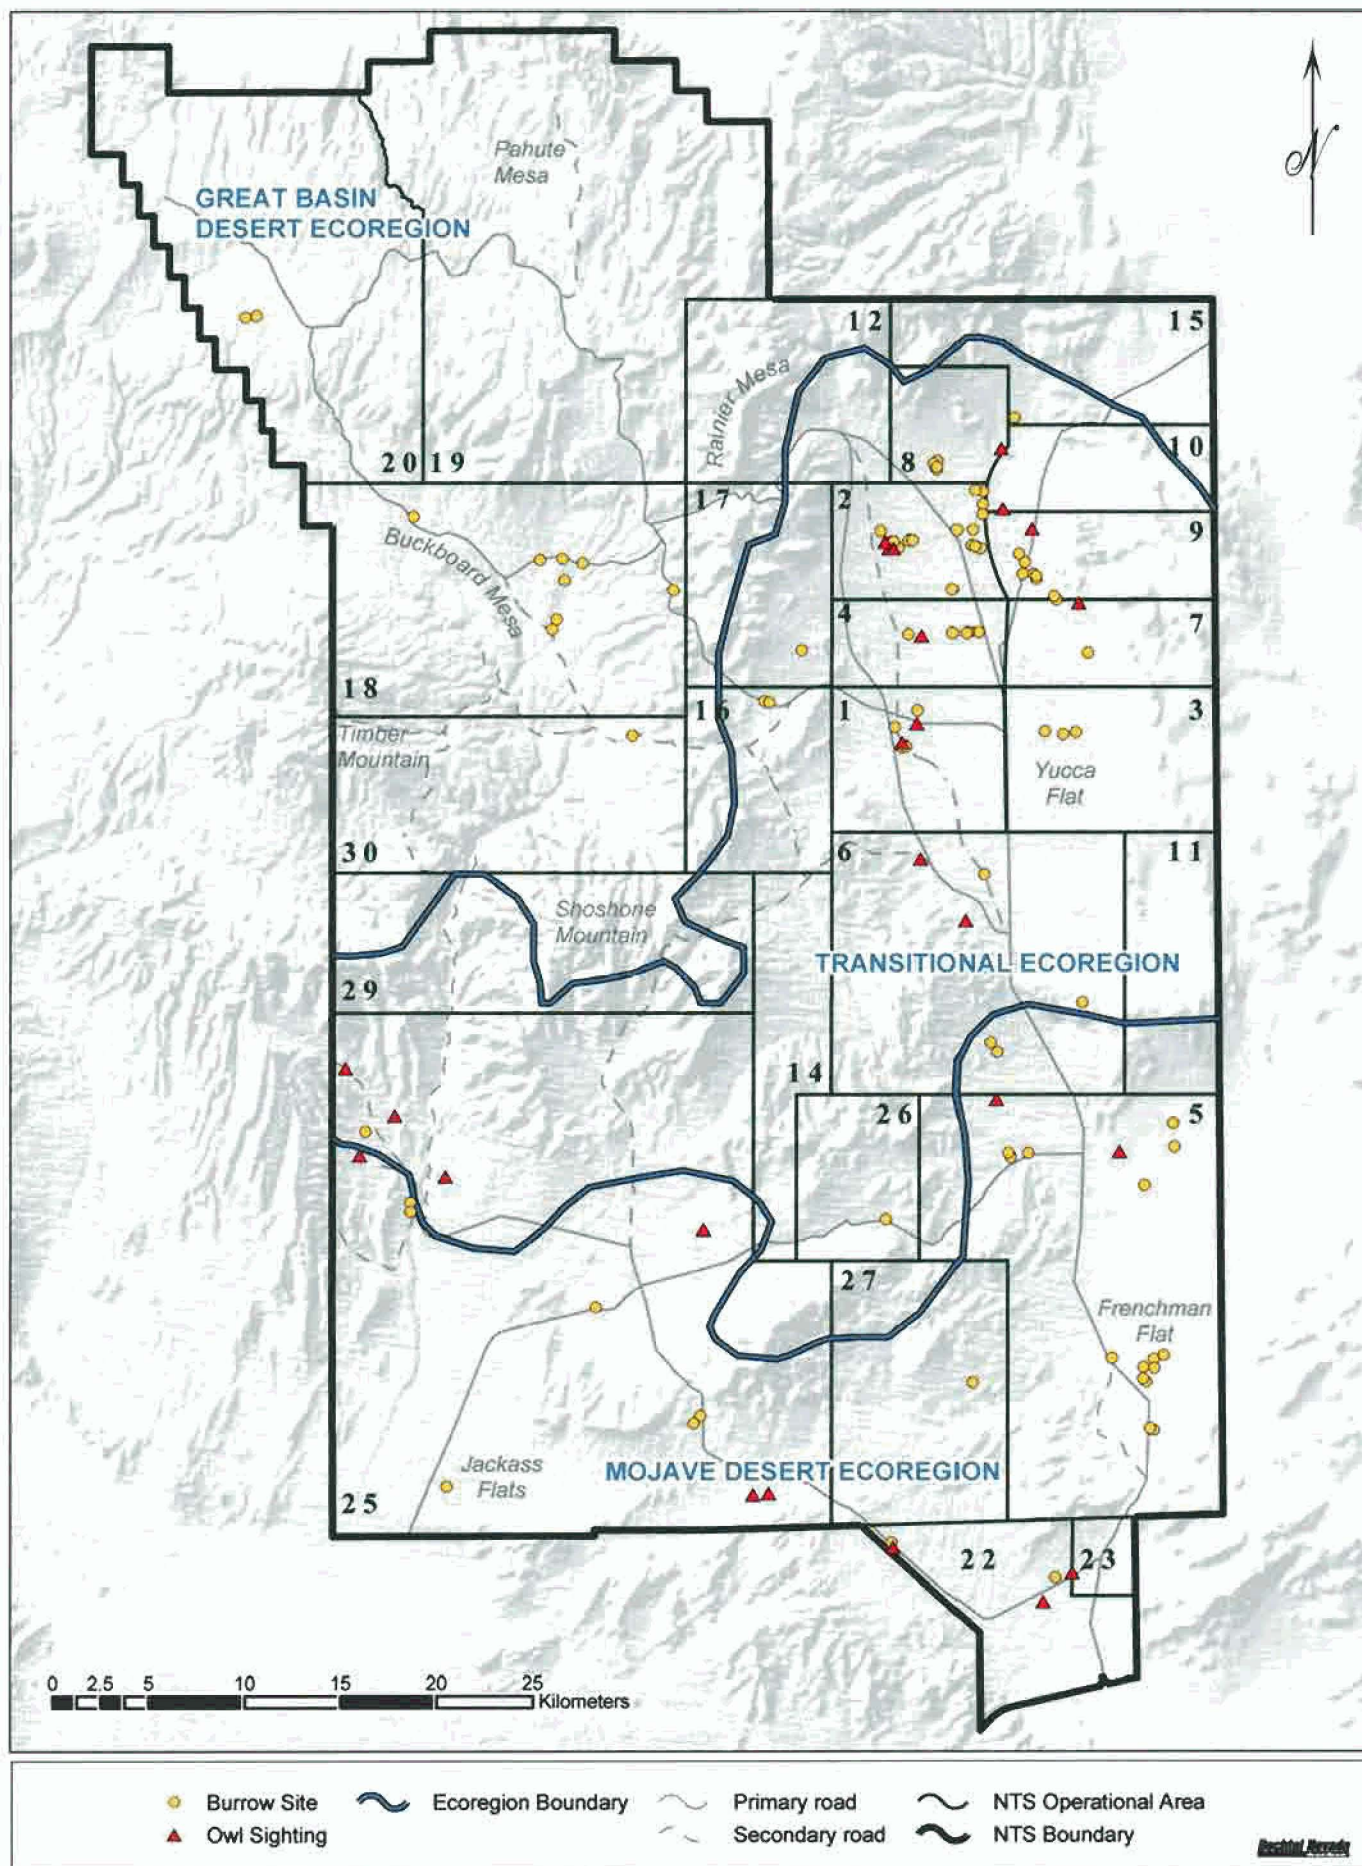 Pahute
Mesa
N
GREAT BASIN
DESERT ECOREGION
12
15
Rainier Mesa
20
19
8
10
17
2
9
Buckboard Mesa
4
7
18
16
1
3
Timber
Mountain
Yucca
Flat
30
6
11
Shoshone
Mountain
TRANSITIONAL ECOREGION
29
14
26
5
27
Frenchman
Flat
Jackass
Flats
MOJAVE DESERT ECOREGION
25
22
23
0 2.5 5 10 15 20 25
Kilometers
Burrow Site
Ecoregion Boundary
Primary road
NTS Operational Area
Owl Sighting
Secondary road
NTS Boundary
Bechtel Nevada